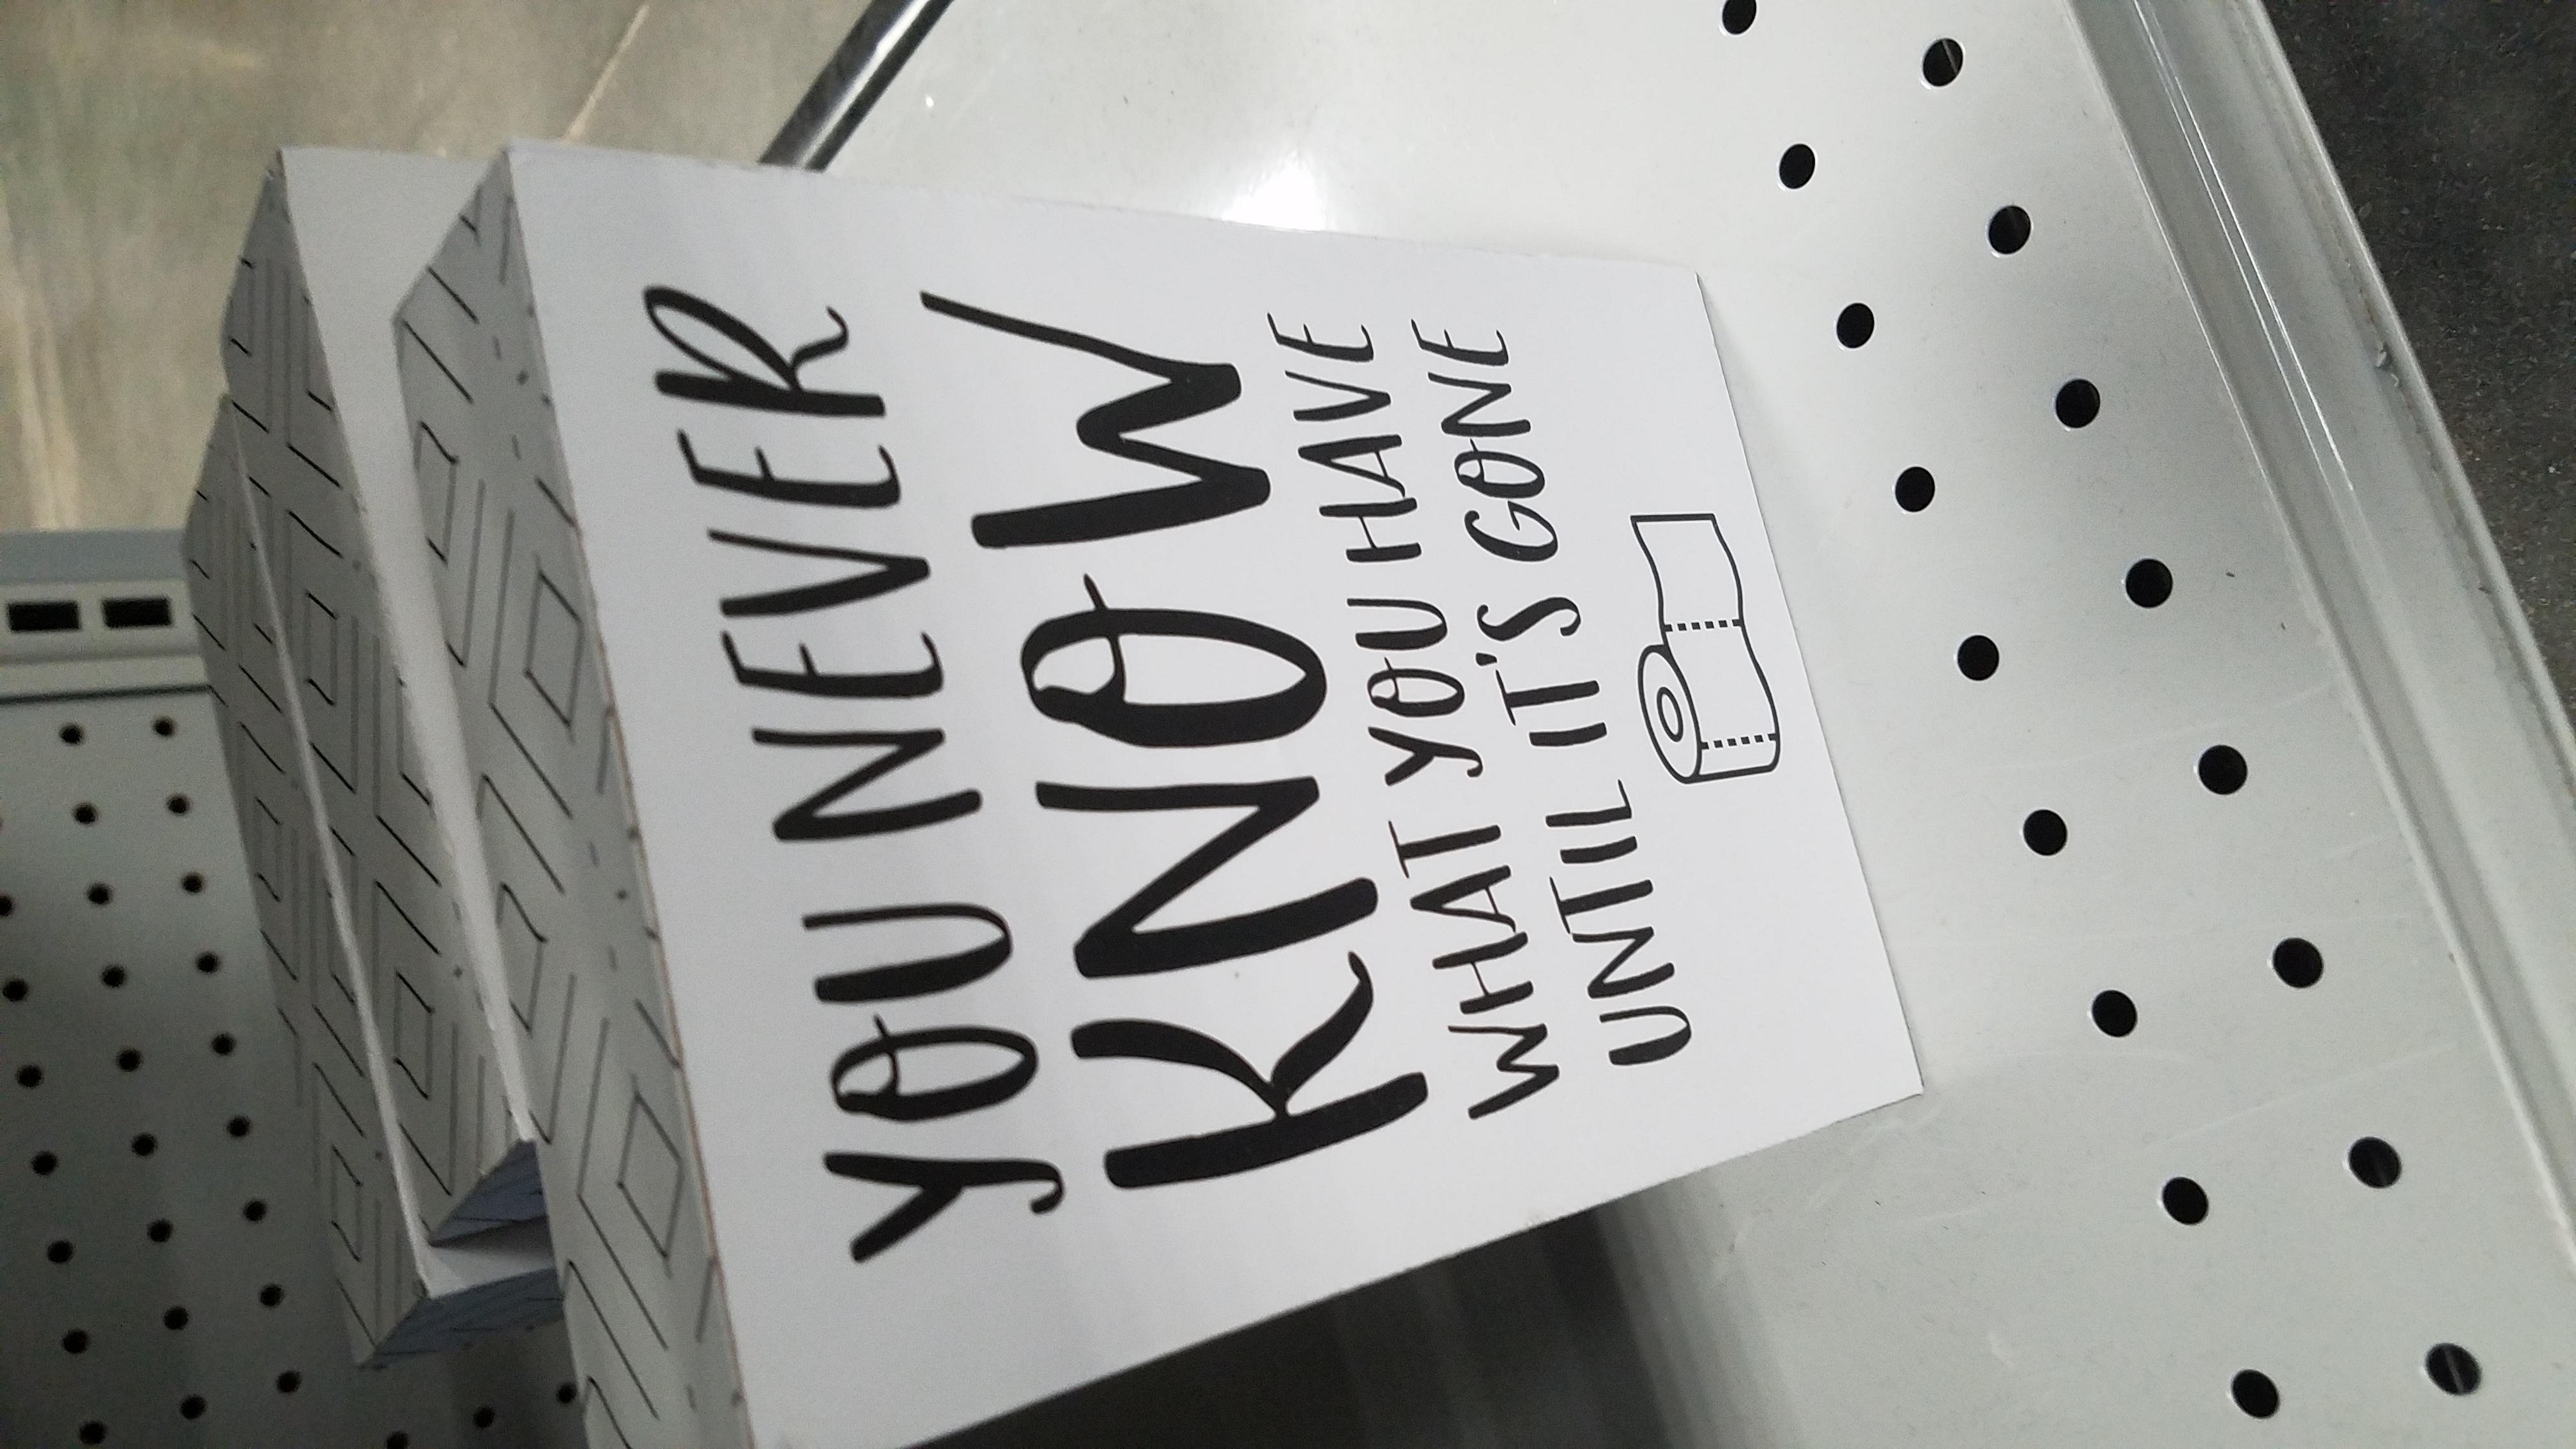 YOU NEVER
KNOW
WHAT YOU HAVE
UNTIL IT'S GONE